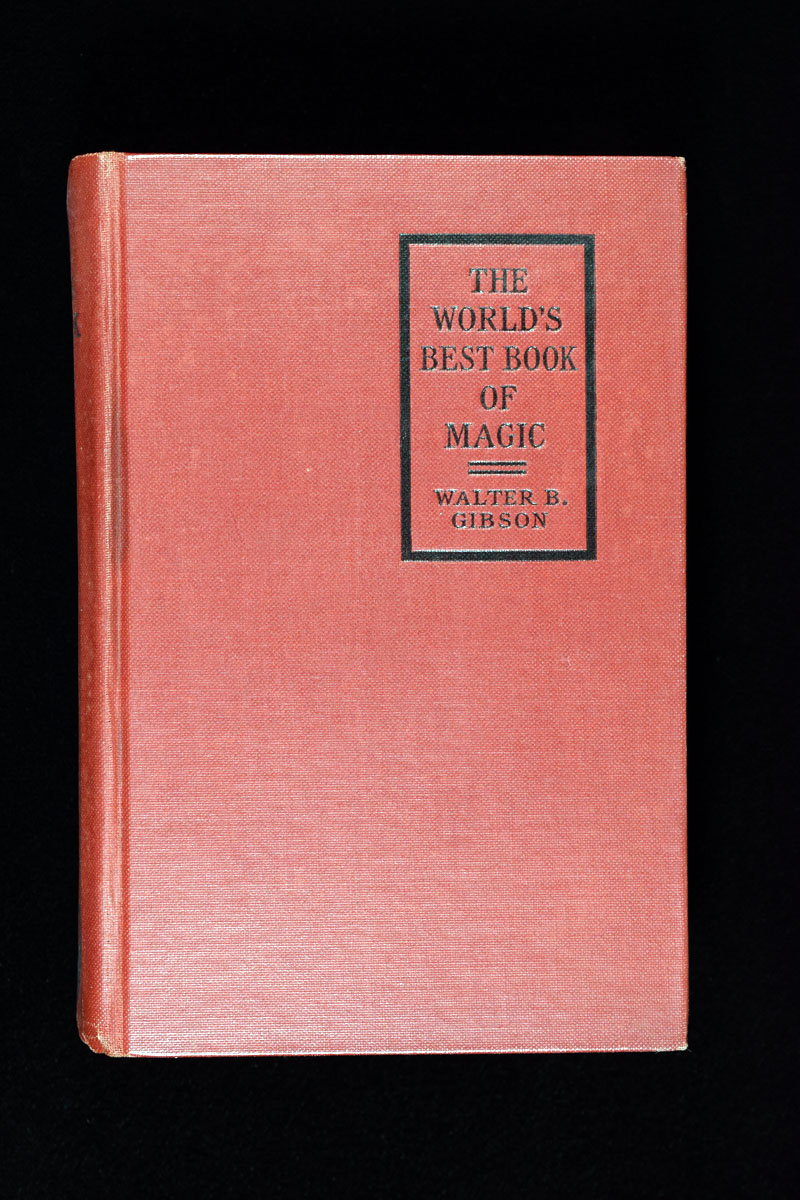 THE
WORLD'S
BEST BOOK
OF
MAGIC
WALTER B.
GIBSON